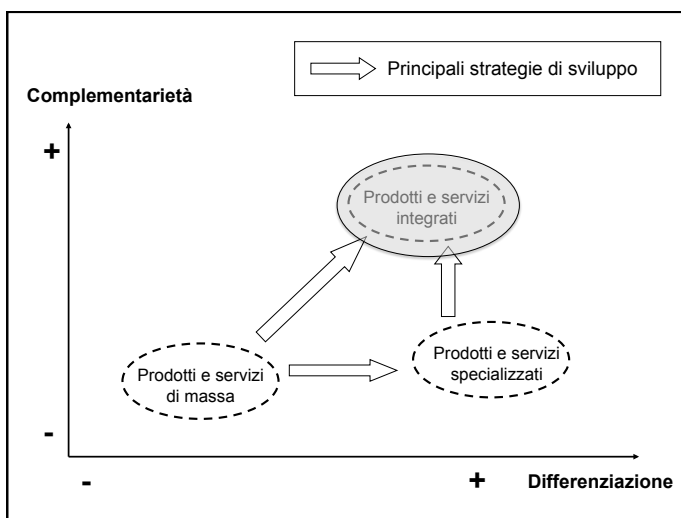 Principali strategie di sviluppo
Complementarietà
+
Prodotti e servizi
integrati
Prodotti e servizi
specializzati
Prodotti e servizi
di massa
-
-
+
Differenziazione